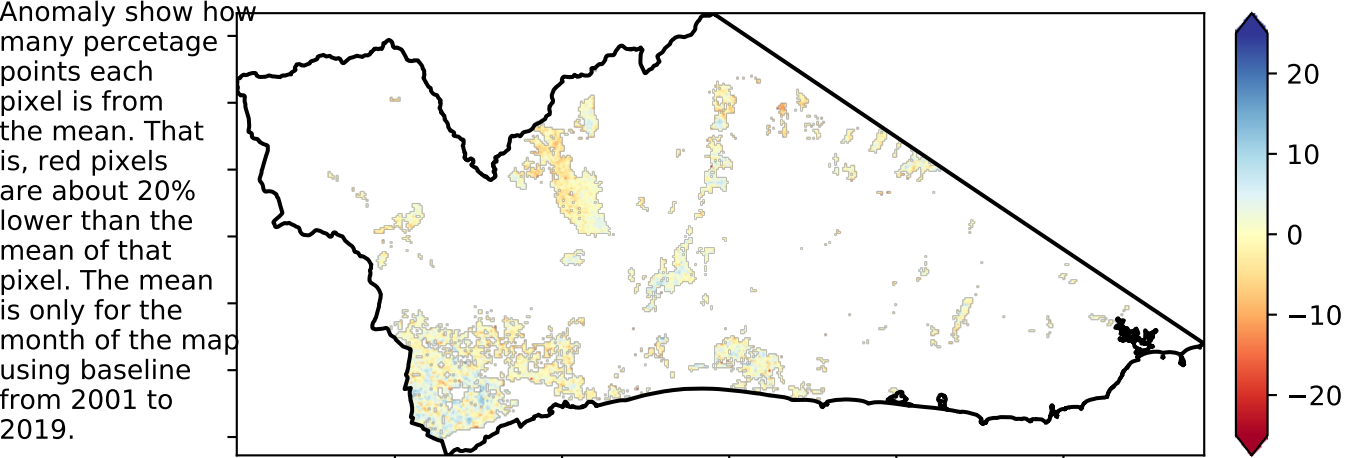 Anomaly show how
many percetage
points each
pixel is from
the mean. That
is, red pixels
are about 20%
lower than the
mean of that
pixel. The mean
is only for the
month of the map
using baseline
from 2001 to
2019.
20
10
0
−10
−20